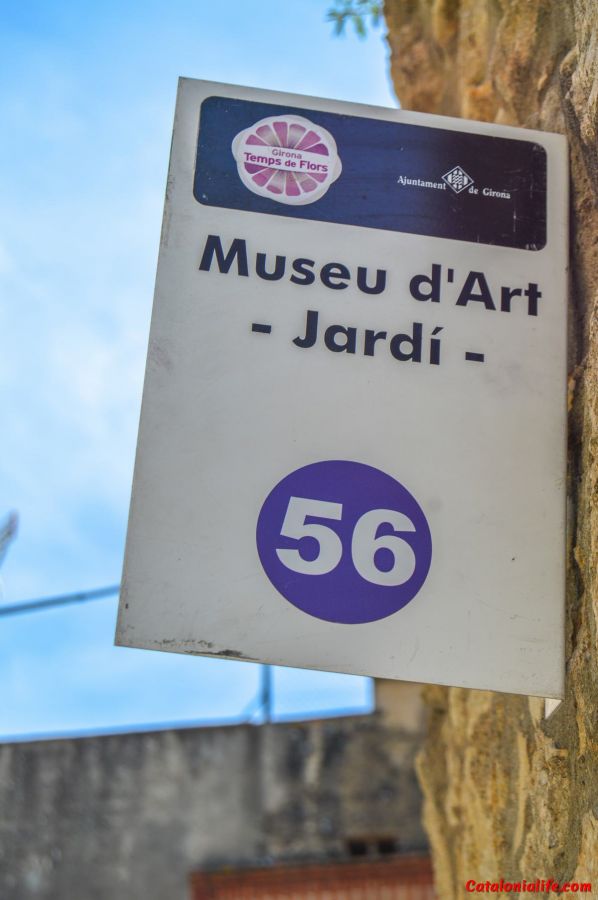 Girona
Temps de Flors
Ajuntament de Girona
Museu d'Art
- Jardí -
56
Catalonialife.com